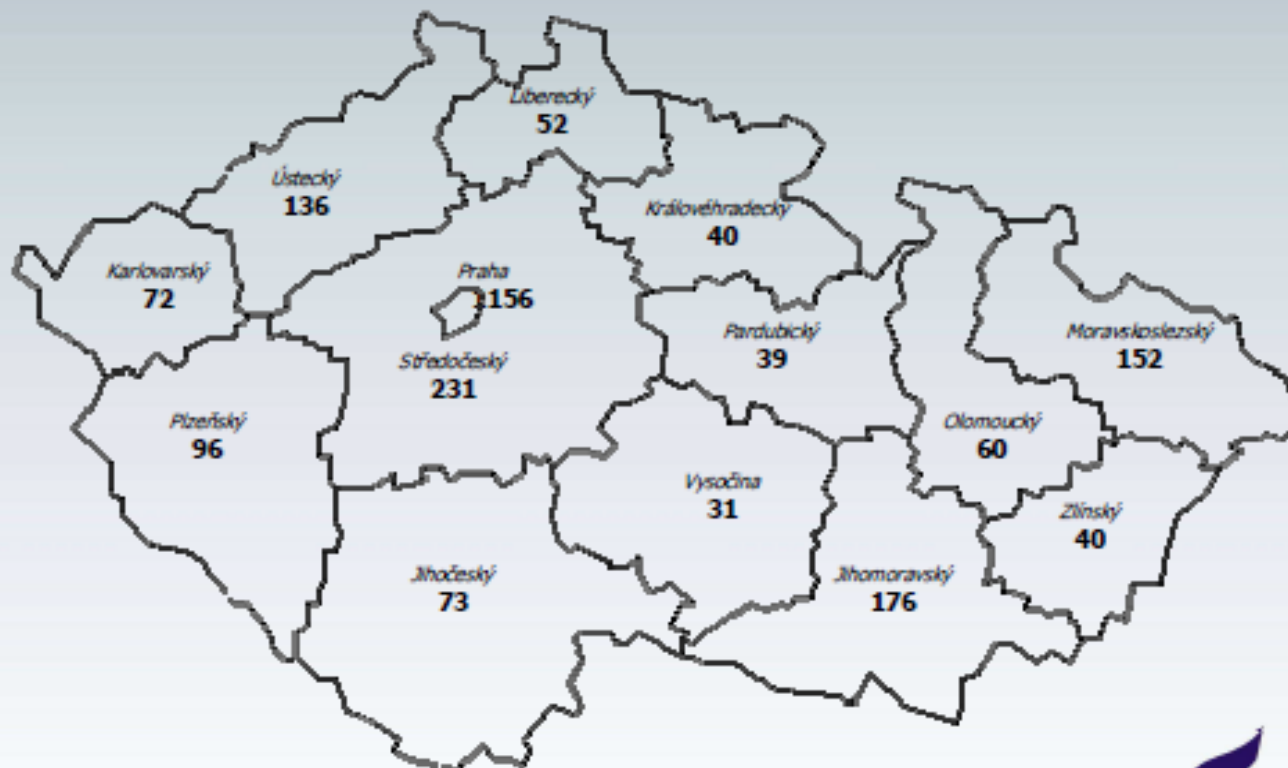 Liberecký
52
Ústecký
136
Královéhradecký
40
Karlovarský
72
Praha
1156
Pardubický
39
Moravskoslezský
152
Středočeský
231
Plzeňský
96
Olomoucký
60
Vysočina
31
Zlínský
40
Jihočeský
73
Jihomoravský
176